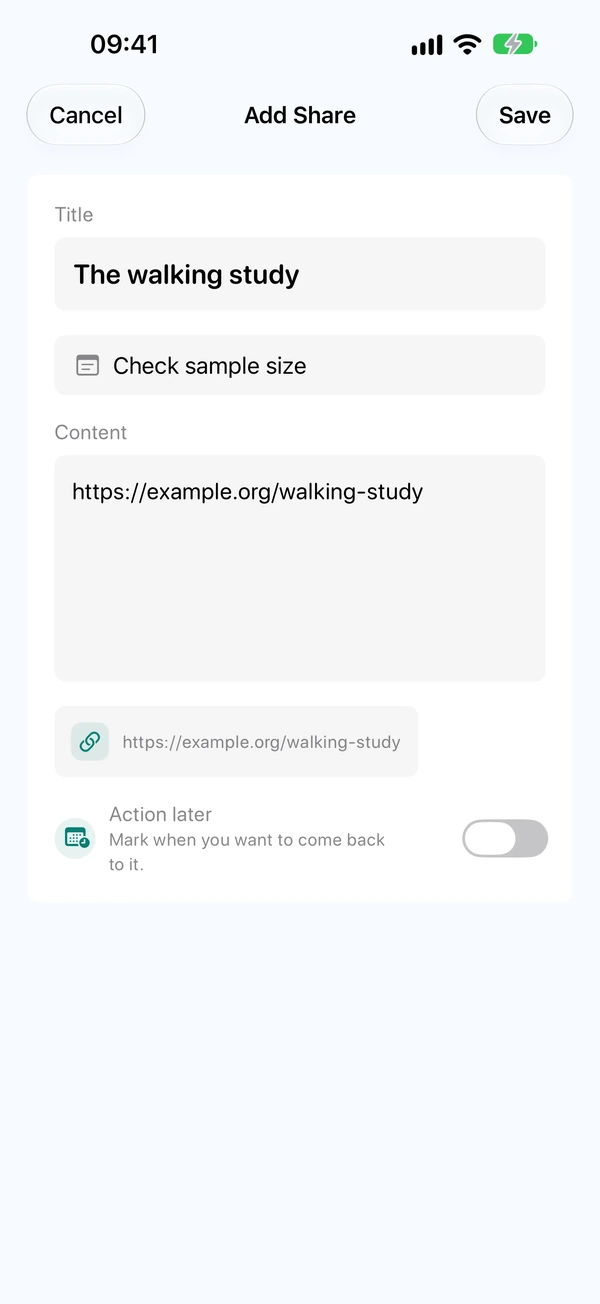 09:41
Cancel
Add Share
Save
Title
The walking study
Check sample size
Content
https://example.org/walking-study
https://example.org/walking-study
Action later
Mark when you want to come back
to it.